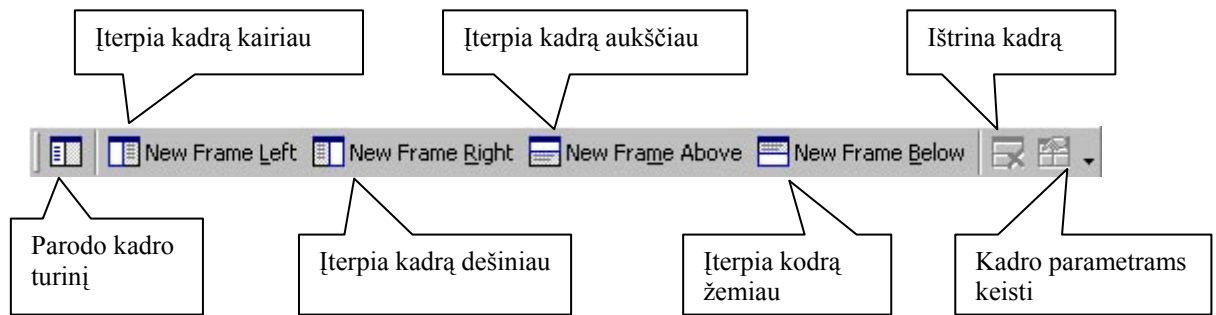 Įterpia kadrą kairiau
Įterpia kadrą aukščiau
Ištrina kadrą
New Frame Left
New Frame Right
New Frame Above
New Frame Below
Parodo kadro
turinį
Įterpia kadrą dešiniau
Įterpia kodrą
žemiau
Kadro parametrams
keisti